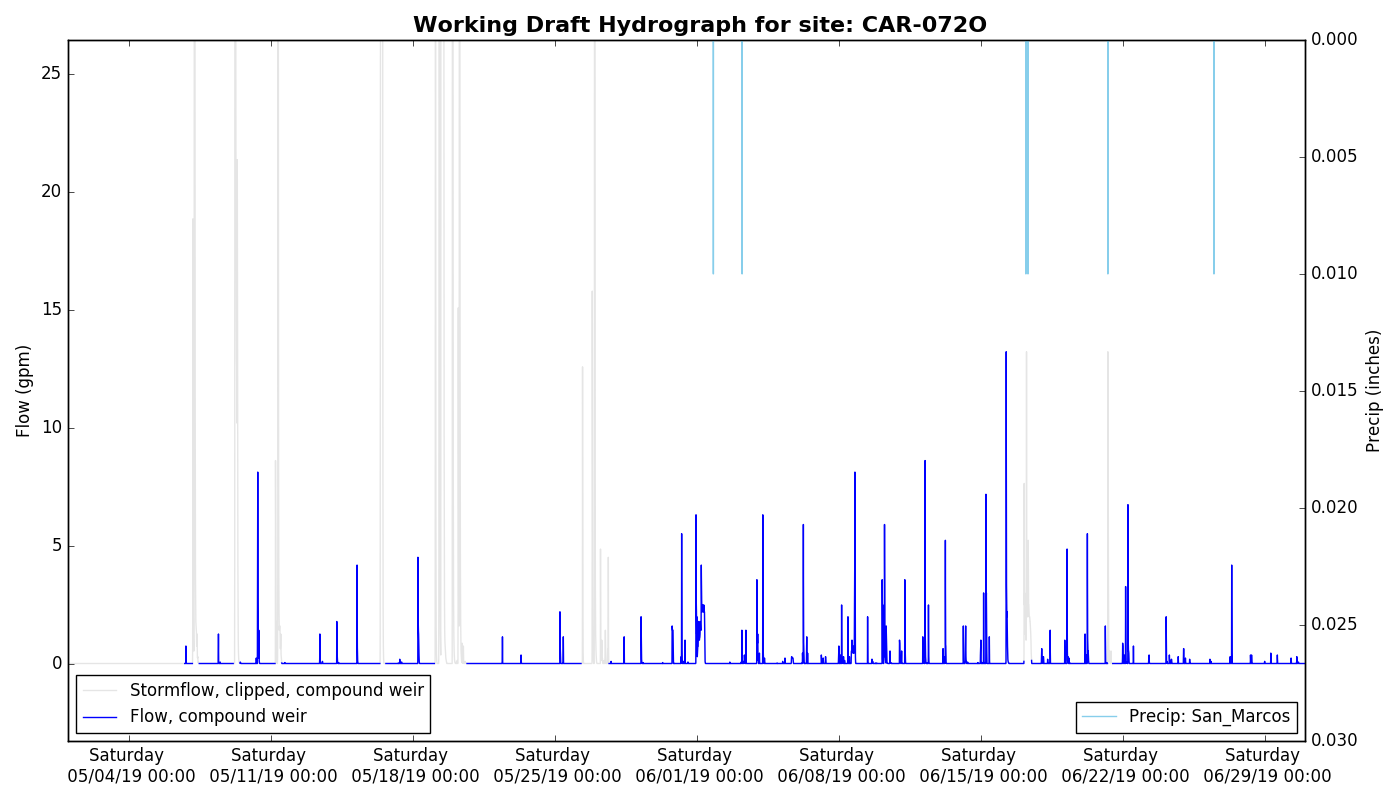 Working Draft Hydrograph for site: CAR-072O
25
20
15
10
5
0
Flow (gpm)
0.000
0.005
0.010
0.015
0.020
0.025
0.030
Precip (inches)
Stormflow, clipped, compound weir
Flow, compound weir
Precip: San_Marcos
Saturday
05/04/19 00:00
Saturday
05/11/19 00:00
Saturday
05/18/19 00:00
Saturday
05/25/19 00:00
Saturday
06/01/19 00:00
Saturday
06/08/19 00:00
Saturday
06/15/19 00:00
Saturday
06/22/19 00:00
Saturday
06/29/19 00:00